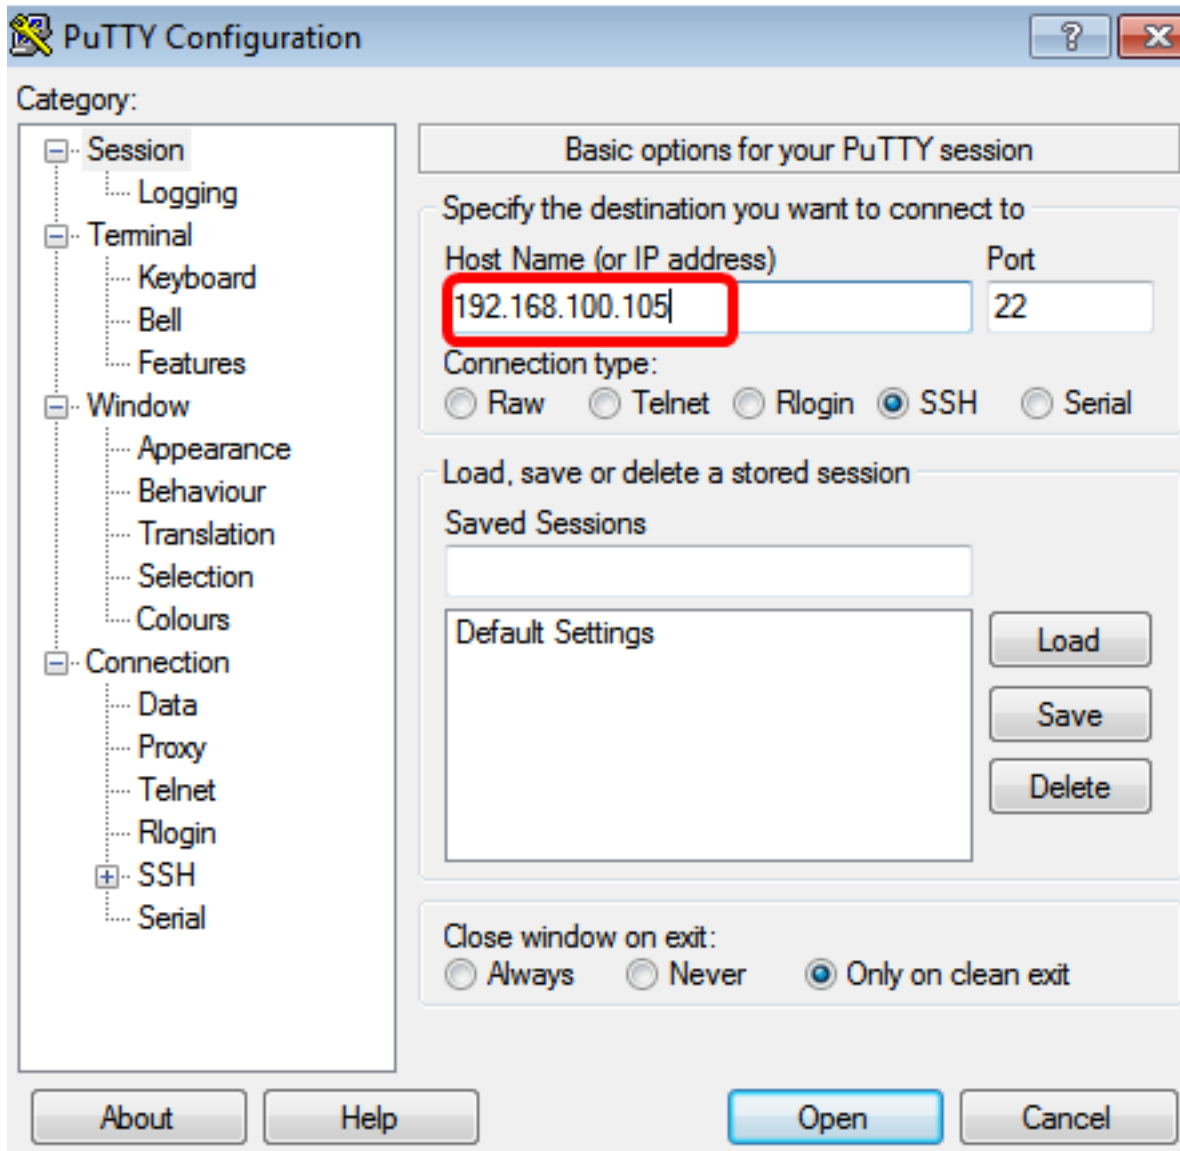 PuTTY Configuration
?
Category:
Session
Logging
Terminal
Keyboard
Bell
Features
Window
Appearance
Behaviour
Translation
Selection
Colours
Connection
Data
Proxy
Telnet
Rlogin
SSH
Serial
Basic options for your PuTTY session
Specify the destination you want to connect to
Host Name (or IP address) Port
192.168.100.105 22
Connection type:
Raw Telnet Rlogin SSH Serial
Load, save or delete a stored session
Saved Sessions
Default Settings
Load
Save
Delete
Close window on exit:
Always Never Only on clean exit
About Help Open Cancel